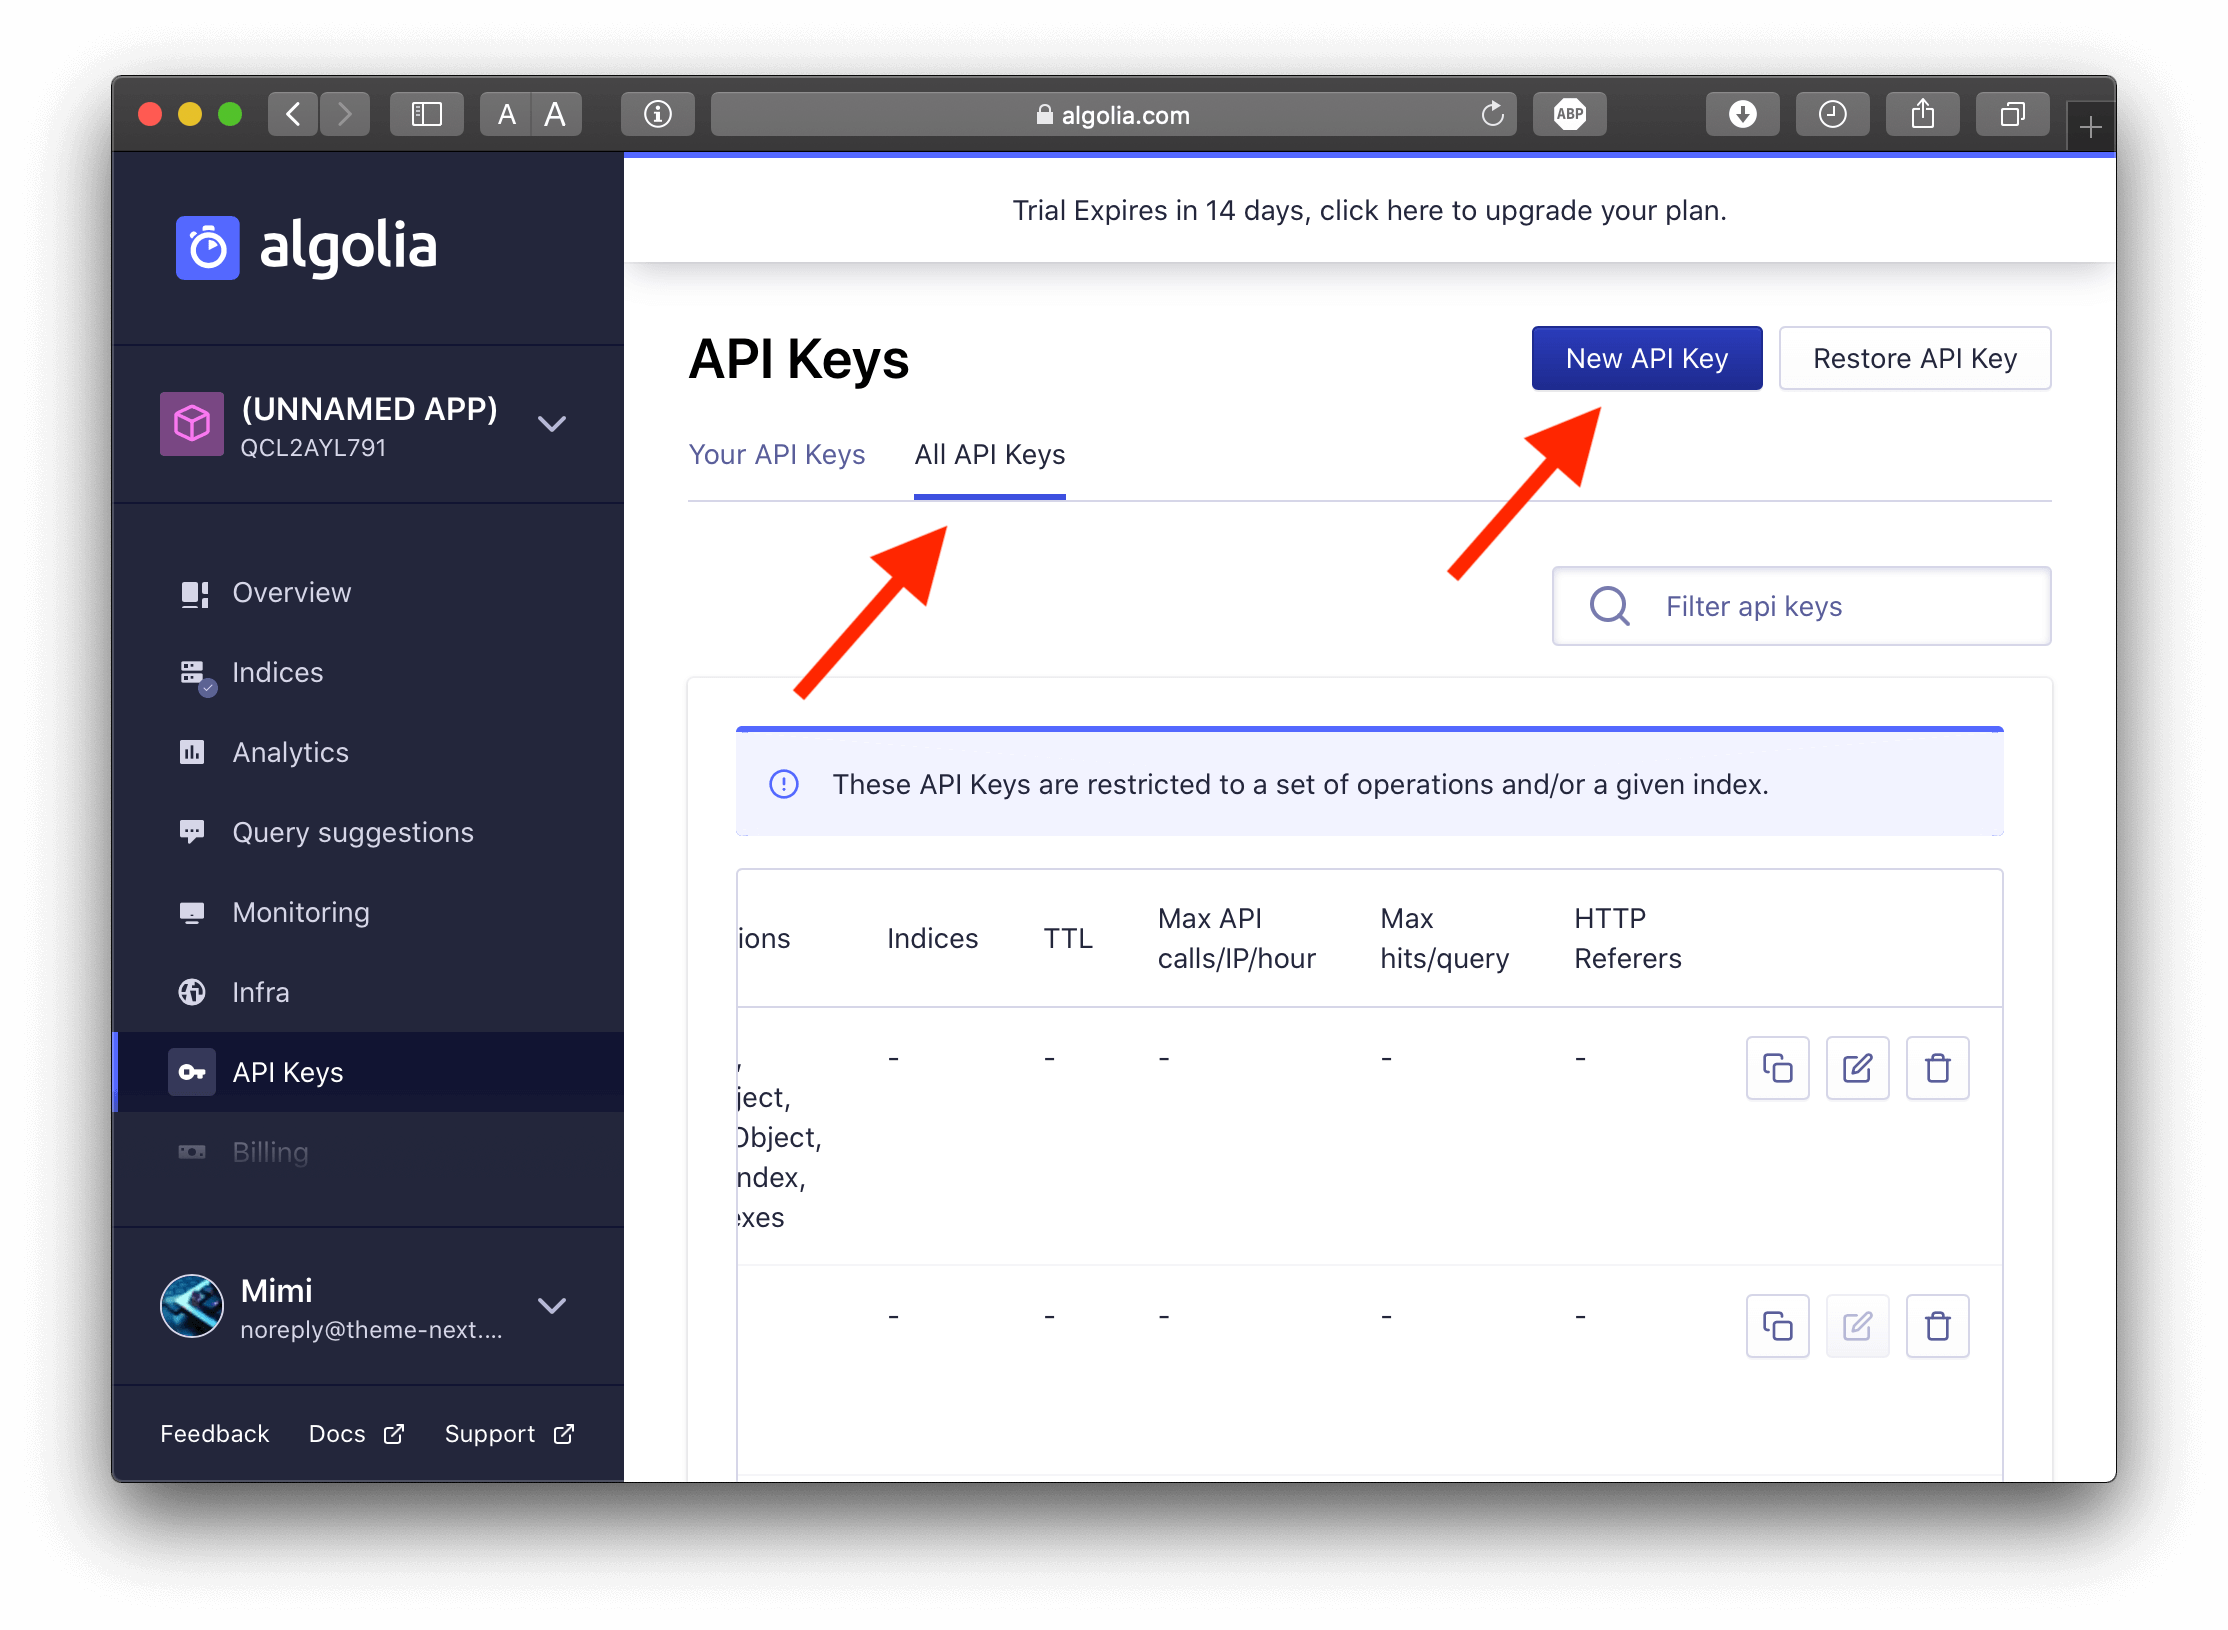 A A
algolia.com
ABP
algolia
(UNNAMED APP)
QCL2AYL791
Overview
Indices
Analytics
Query suggestions
Monitoring
Infra
API Keys
Billing
Mimi
noreply@theme-next....
Feedback Docs Support
Trial Expires in 14 days, click here to upgrade your plan.
API Keys
New API Key Restore API Key
Your API Keys All API Keys
Filter api keys
These API Keys are restricted to a set of operations and/or a given index.
ions Indices TTL Max API calls/IP/hour Max hits/query HTTP Referers
, - - - - -
ject,
Object,
ndex,
exes
- - - - -